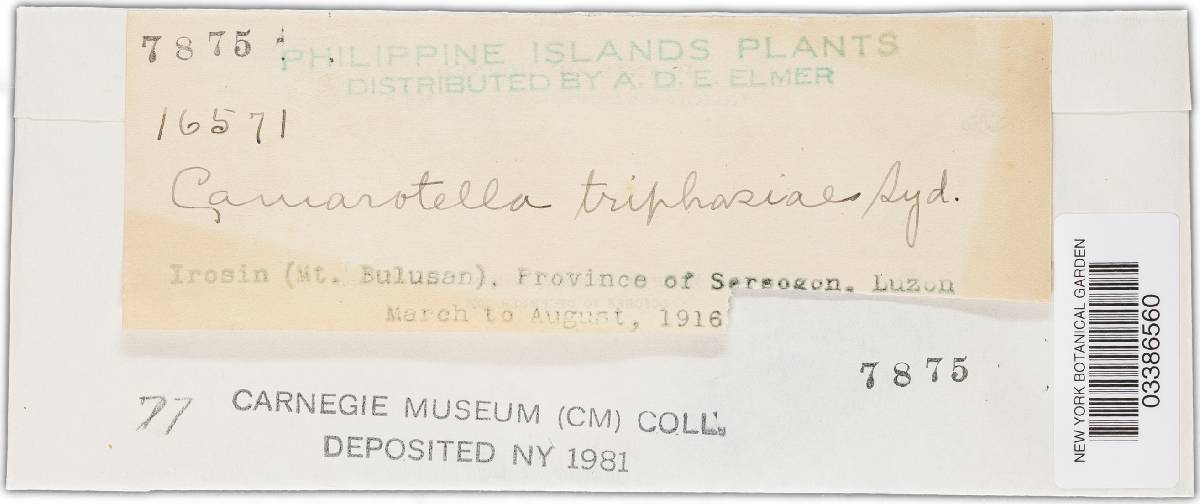 7875
PHILIPPINE ISLANDS PLANTS
DISTRIBUTED BY A. D. E. ELMER
16571
Camarotella triphasiae Syd.
Irosin (Mt. Bulusan), Province of Sorsogon, Luzon
March to August, 1916
7875
77
CARNEGIE MUSEUM (CM) COLL.
DEPOSITED NY 1981
NEW YORK BOTANICAL GARDEN
03386560